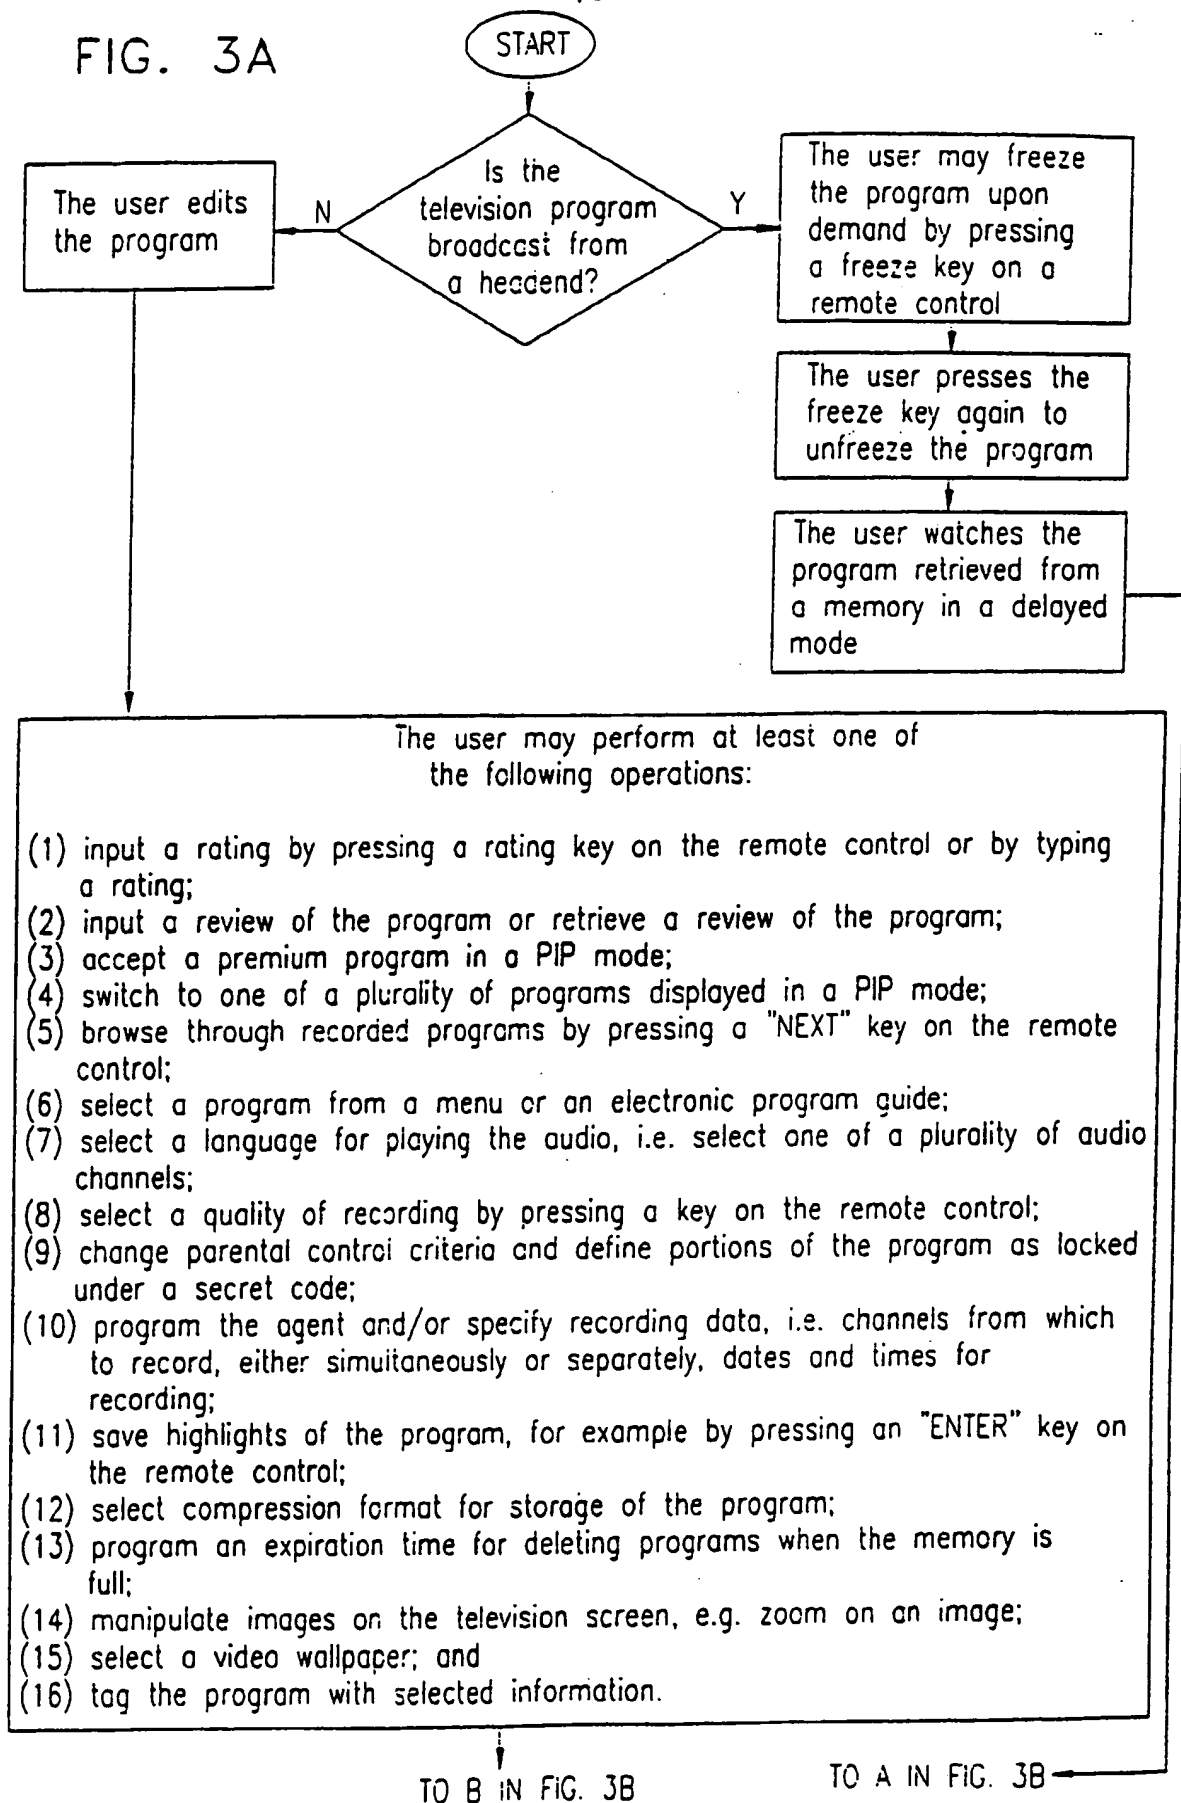 FIG. 3A
START
Is the
television program
broadcast from
a headend?
N
Y
The user edits
the program
The user may freeze
the program upon
demand by pressing
a freeze key on a
remote control
The user presses the
freeze key again to
unfreeze the program
The user watches the
program retrieved from
a memory in a delayed
mode
The user may perform at least one of
the following operations:
(1) input a rating by pressing a rating key on the remote control or by typing
a rating;
(2) input a review of the program or retrieve a review of the program;
(3) accept a premium program in a PIP mode;
(4) switch to one of a plurality of programs displayed in a PIP mode;
(5) browse through recorded programs by pressing a "NEXT" key on the remote
control;
(6) select a program from a menu or an electronic program guide;
(7) select a language for playing the audio, i.e. select one of a plurality of audio
channels;
(8) select a quality of recording by pressing a key on the remote control;
(9) change parental control criteria and define portions of the program as locked
under a secret code;
(10) program the agent and/or specify recording data, i.e. channels from which
to record, either simultaneously or separately, dates and times for
recording;
(11) save highlights of the program, for example by pressing an "ENTER" key on
the remote control;
(12) select compression format for storage of the program;
(13) program an expiration time for deleting programs when the memory is
full;
(14) manipulate images on the television screen, e.g. zoom on an image;
(15) select a video wallpaper; and
(16) tag the program with selected information.
TO B IN FIG. 3B
TO A IN FIG. 3B